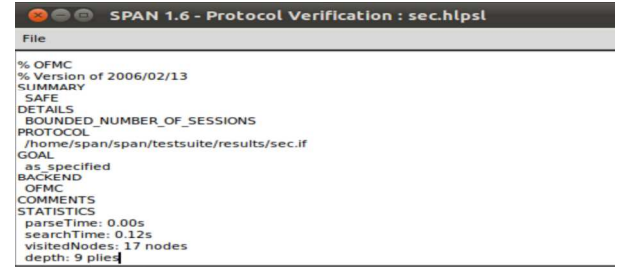 SPAN 1.6 - Protocol Verification : sec.hlpsl
File
% OFMC
% Version of 2006/02/13
SUMMARY
SAFE
DETAILS
BOUNDED_NUMBER_OF_SESSIONS
PROTOCOL
/home/span/span/testsuite/results/sec.if
GOAL
as_specified
BACKEND
OFMC
COMMENTS
STATISTICS
parseTime: 0.00s
searchTime: 0.12s
visitedNodes: 17 nodes
depth: 9 plies